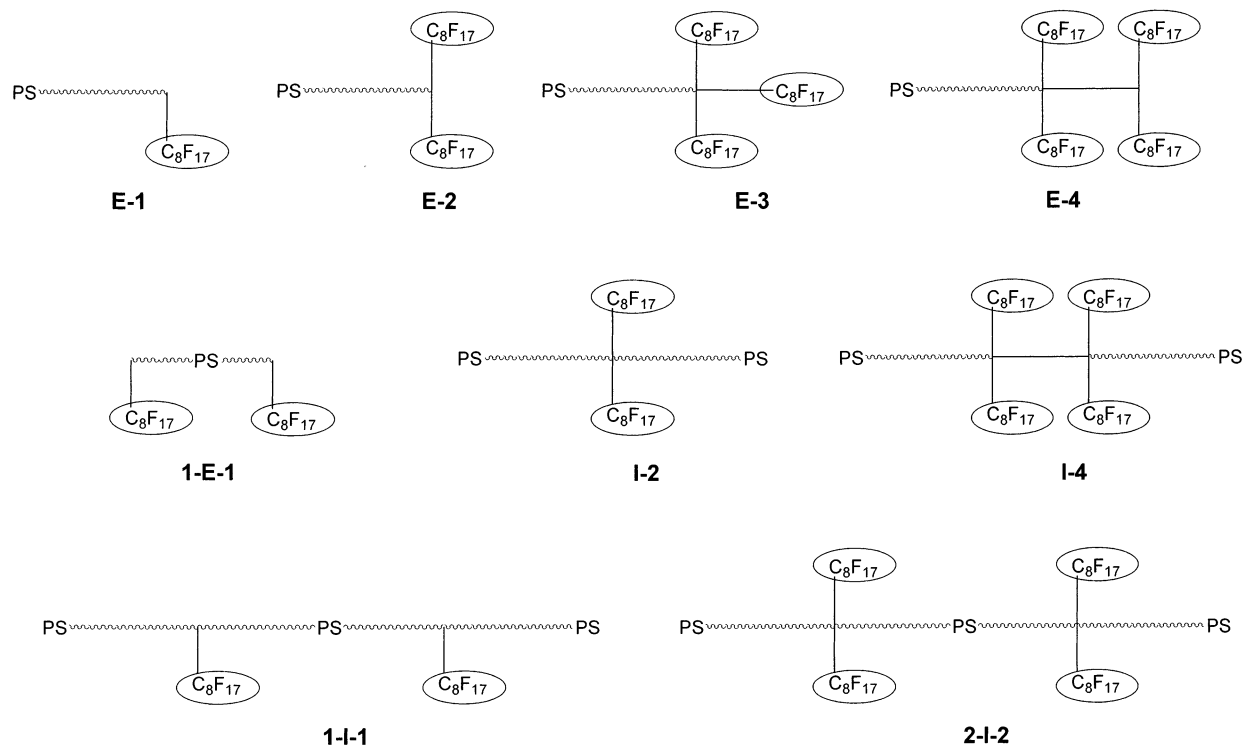 C₈F₁₇ C₈F₁₇ C₈F₁₇ C₈F₁₇
PS PS PS C₈F₁₇ PS
C₈F₁₇ C₈F₁₇ C₈F₁₇ C₈F₁₇ C₈F₁₇
E-1 E-2 E-3 E-4
C₈F₁₇ C₈F₁₇ C₈F₁₇
PS PS PS PS PS
C₈F₁₇ C₈F₁₇ C₈F₁₇ C₈F₁₇ C₈F₁₇
1-E-1 I-2 I-4
C₈F₁₇ C₈F₁₇
PS PS PS PS PS PS
C₈F₁₇ C₈F₁₇ C₈F₁₇ C₈F₁₇
1-I-1 2-I-2